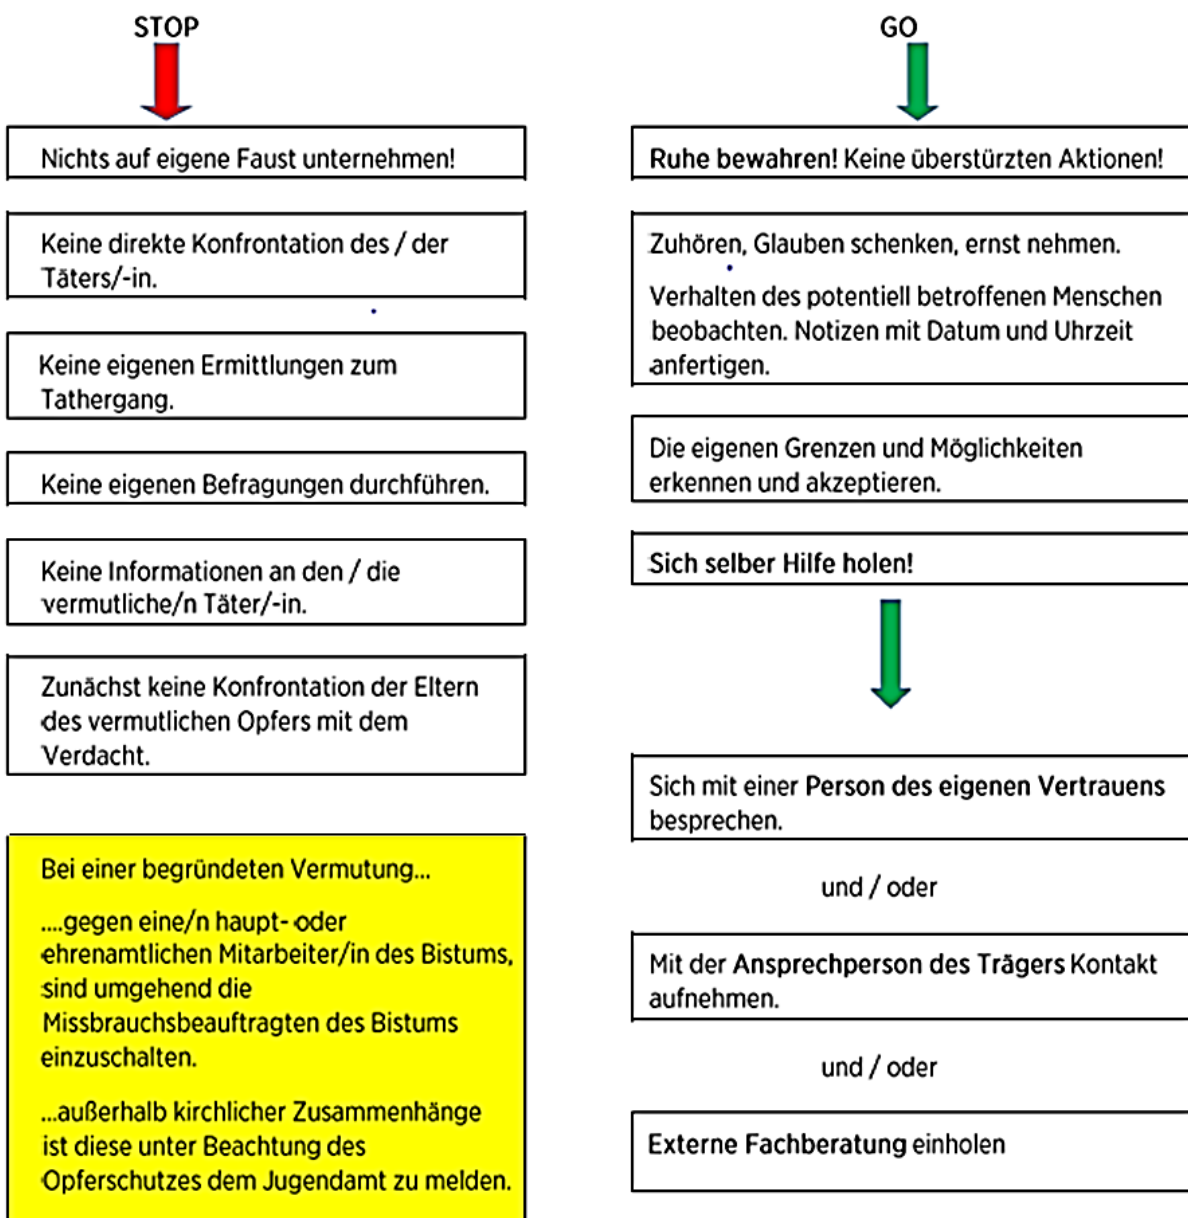 STOP
Nichts auf eigene Faust unternehmen!
Keine direkte Konfrontation des / der
Täters/-in.
Keine eigenen Ermittlungen zum
Tathergang.
Keine eigenen Befragungen durchführen.
Keine Informationen an den / die
vermutliche/n Täter/-in.
Zunächst keine Konfrontation der Eltern
des vermutlichen Opfers mit dem
Verdacht.
Bei einer begründeten Vermutung...
....gegen eine/n haupt- oder
ehrenamtlichen Mitarbeiter/in des Bistums,
sind umgehend die
Missbrauchsbeauftragten des Bistums
einzuschalten.
...außerhalb kirchlicher Zusammenhänge
ist diese unter Beachtung des
Opferschutzes dem Jugendamt zu melden.
GO
Ruhe bewahren! Keine überstürzten Aktionen!
Zuhören, Glauben schenken, ernst nehmen.
Verhalten des potentiell betroffenen Menschen
beobachten. Notizen mit Datum und Uhrzeit
anfertigen.
Die eigenen Grenzen und Möglichkeiten
erkennen und akzeptieren.
Sich selber Hilfe holen!
Sich mit einer Person des eigenen Vertrauens
besprechen.
und / oder
Mit der Ansprechperson des Trägers Kontakt
aufnehmen.
und / oder
Externe Fachberatung einholen